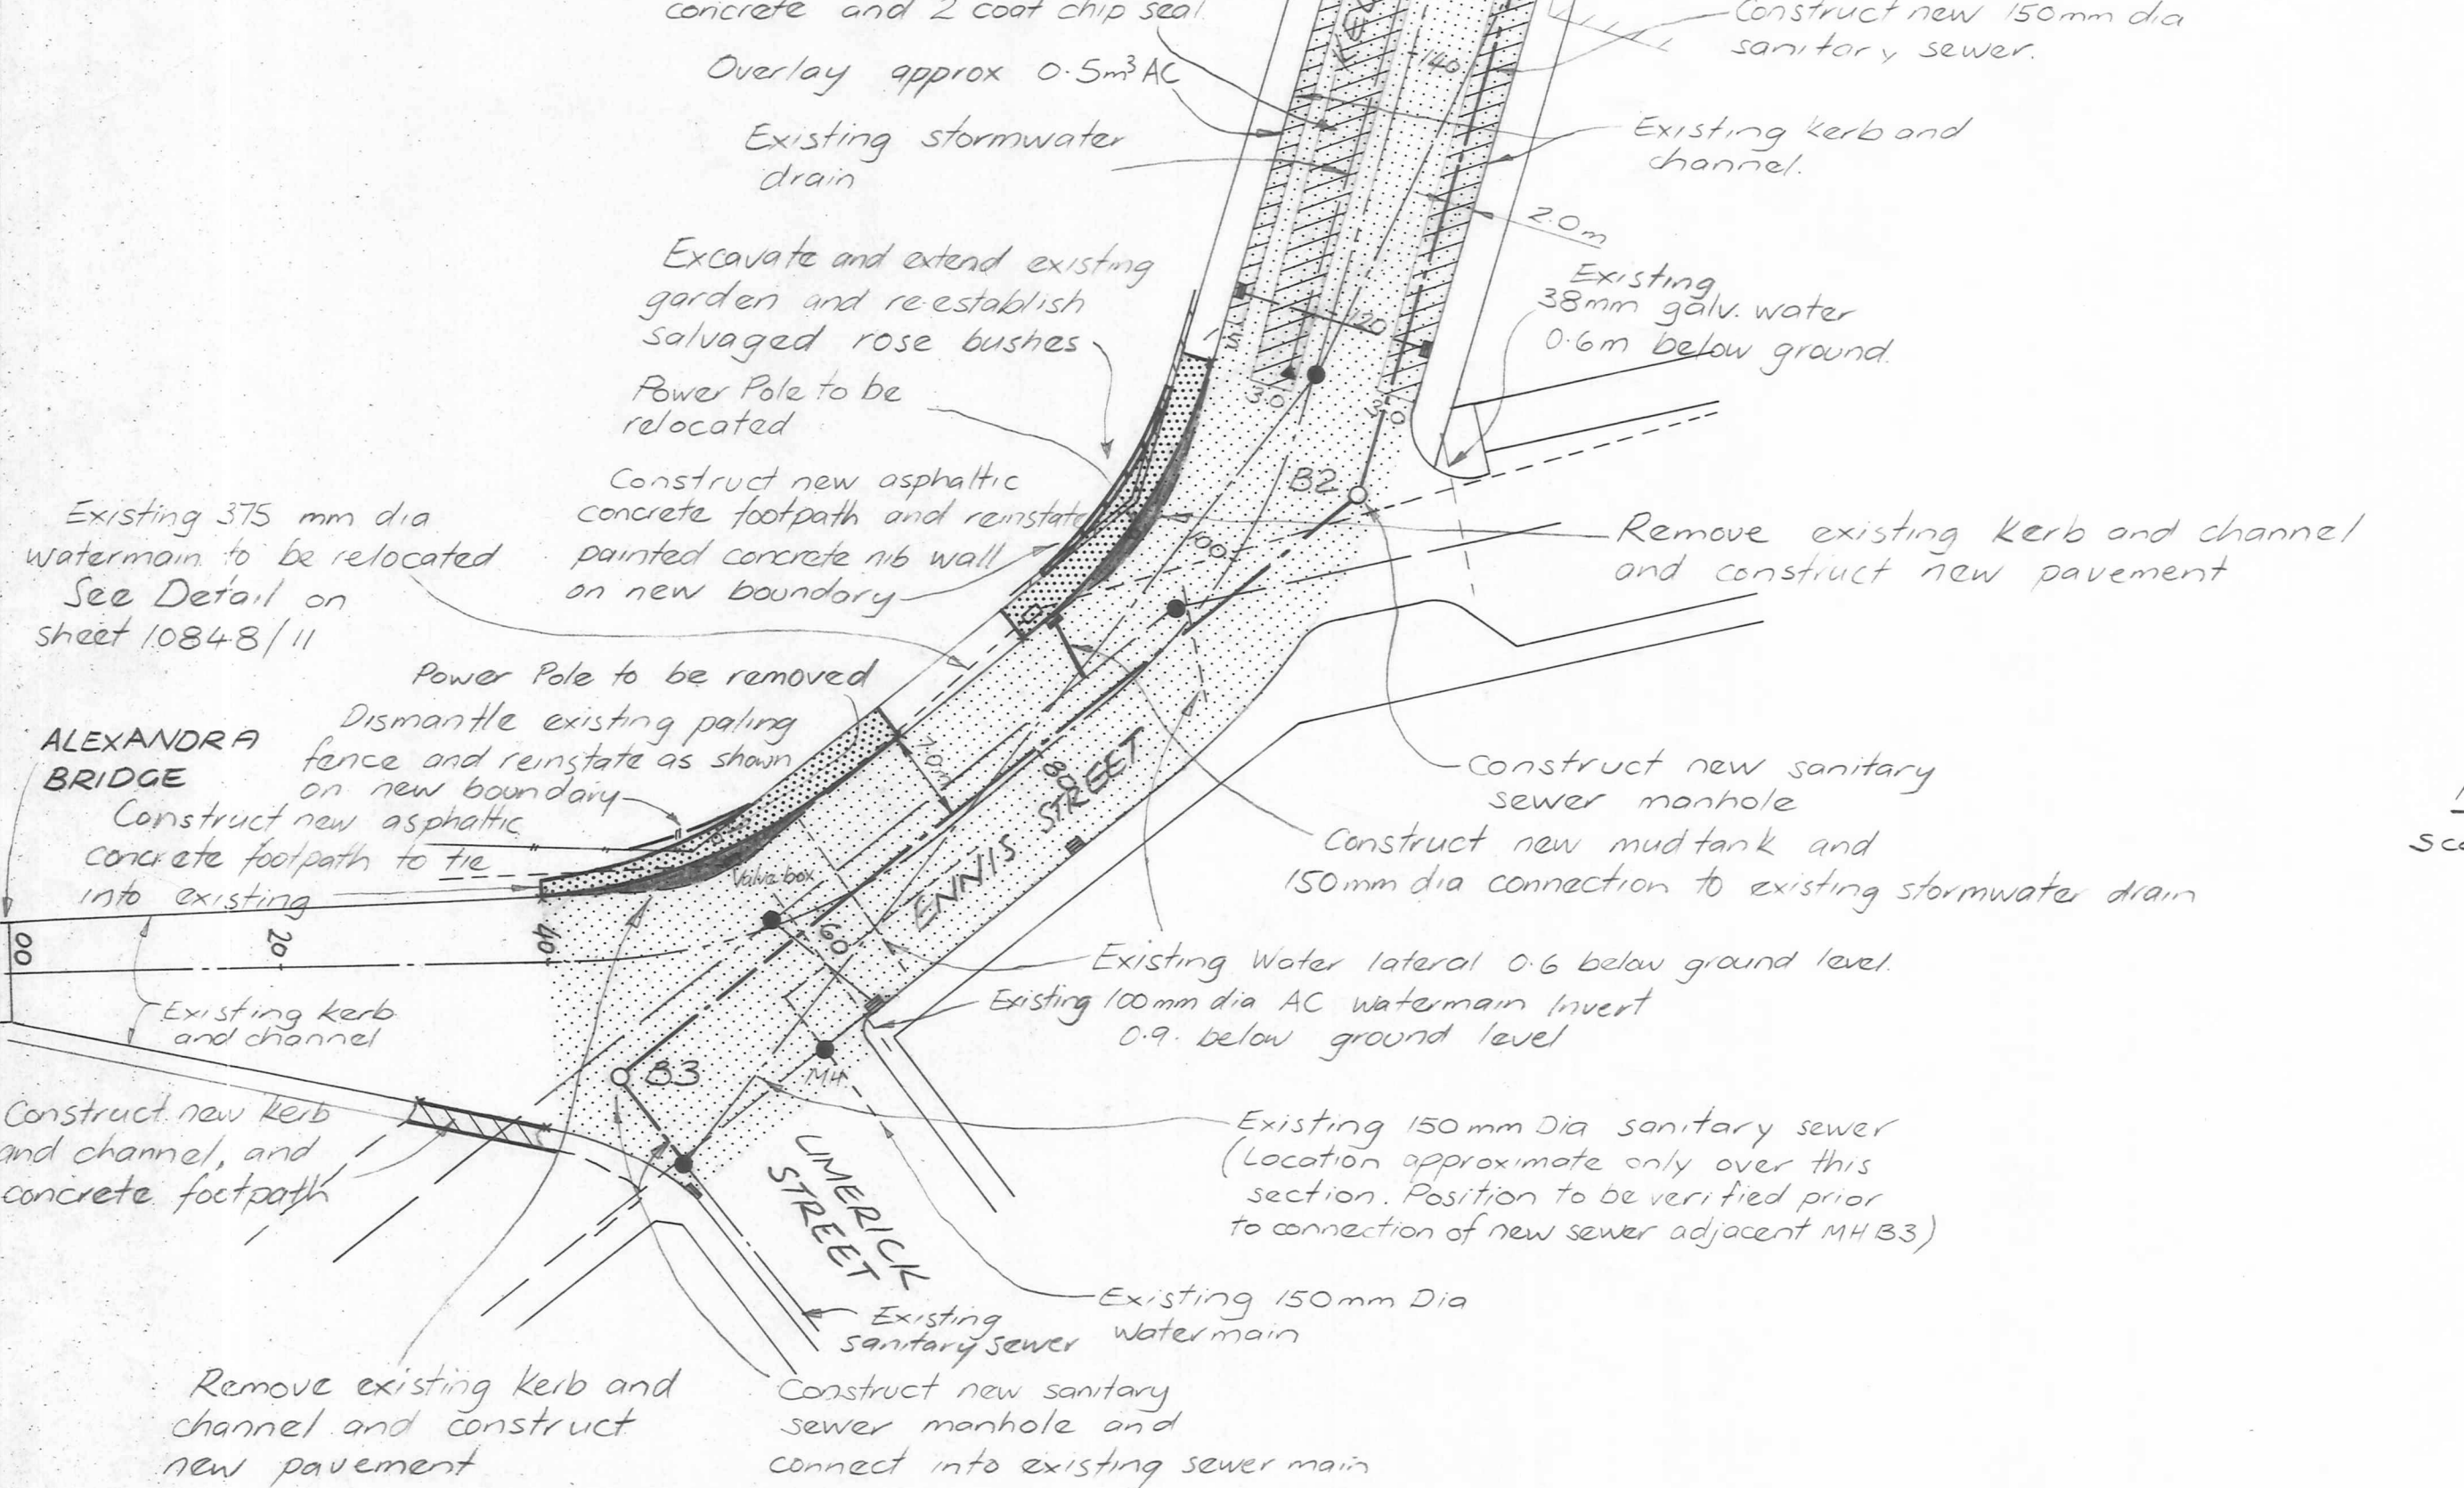 concrete and 2 coat chip seal
Overlay approx 0.5m³ AC
Existing stormwater
drain
Excavate and extend existing
garden and re-establish
salvaged rose bushes
Power Pole to be
relocated
Construct new asphaltic
concrete footpath and reinstate
painted concrete nib wall
on new boundary
Existing 375 mm dia
watermain to be relocated
See Detail on
sheet 10848/11
Power Pole to be removed
Dismantle existing paling
fence and reinstate as shown
on new boundary
ALEXANDRA
BRIDGE
Construct new asphaltic
concrete footpath to tie
into existing
00
20
40
60
80
100
120
140
Existing kerb
and channel
Construct new kerb
and channel, and
concrete footpath
Remove existing kerb and
channel and construct
new pavement
Construct new 150mm dia
sanitary sewer.
Existing kerb and
channel.
2.0m
Existing
38mm galv. water
0.6m below ground.
3.0
3.0
B2
Remove existing kerb and channel
and construct new pavement
Construct new sanitary
sewer manhole
Construct new mud tank and
150mm dia connection to existing stormwater drain
7.0m
ENNIS STREET
Valve box
Existing Water lateral 0.6 below ground level.
Existing 100mm dia AC watermain Invert
0.9. below ground level
B3
MH
LIMERICK
STREET
Existing 150mm Dia sanitary sewer
(Location approximate only over this
section. Position to be verified prior
to connection of new sewer adjacent MH B3)
Existing 150mm Dia
Watermain
Existing
sanitary sewer
Construct new sanitary
sewer manhole and
connect into existing sewer main